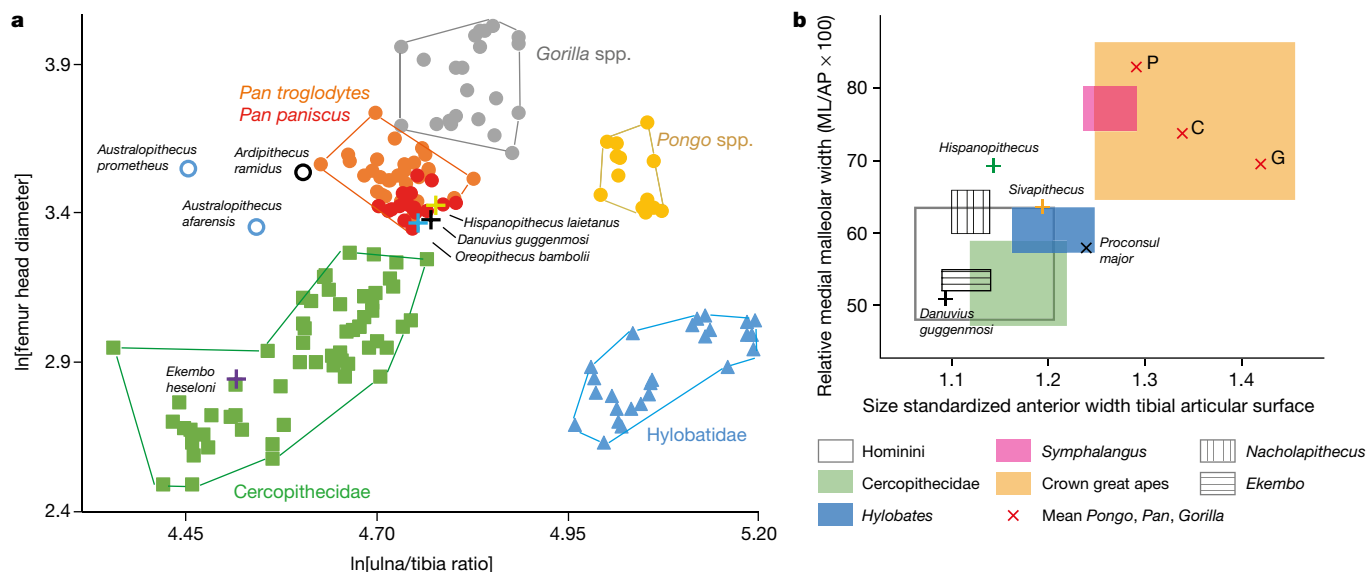 a
ln[femur head diameter]
3.9
3.4
2.9
2.4
4.45
4.70
4.95
5.20
ln[ulna/tibia ratio]
Gorilla spp.
Pan troglodytes
Pan paniscus
Pongo spp.
Australopithecus
prometheus
Ardipithecus
ramidus
Australopithecus
afarensis
Hispanopithecus laietanus
Danuvius guggenmosi
Oreopithecus bambolii
Ekembo
heseloni
Cercopithecidae
Hylobatidae
b
Relative medial malleolar width (ML/AP × 100)
80
70
60
50
1.1
1.2
1.3
1.4
Size standardized anterior width tibial articular surface
P
C
G
Hispanopithecus
Sivapithecus
Proconsul
major
Danuvius
guggenmosi
Hominini
Symphalangus
Nacholapithecus
Cercopithecidae
Crown great apes
Ekembo
Hylobates
Mean Pongo, Pan, Gorilla